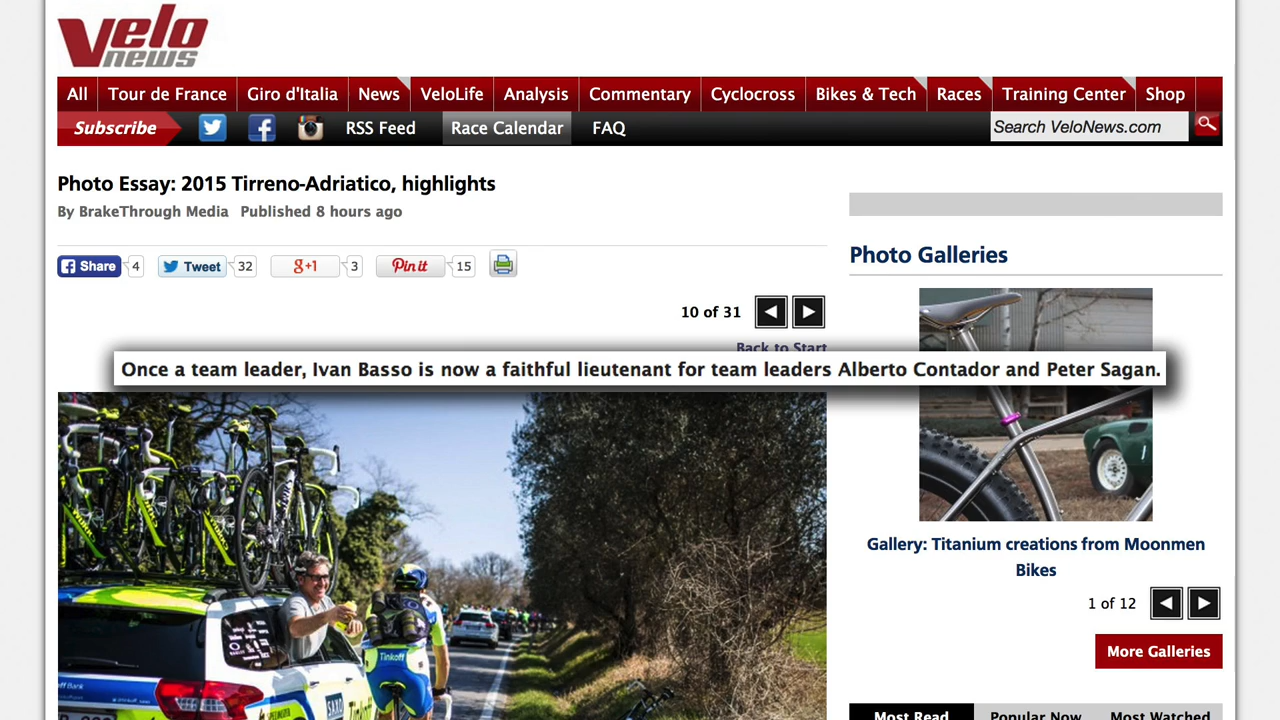 Velo
news
All Tour de France Giro d'Italia News VeloLife Analysis Commentary Cyclocross Bikes & Tech Races Training Center Shop
Subscribe RSS Feed Race Calendar FAQ Search VeloNews.com
Photo Essay: 2015 Tirreno-Adriatico, highlights
By BrakeThrough Media Published 8 hours ago
Share 4 Tweet 32 g+1 3 Pin it 15
10 of 31
Back to Start
Once a team leader, Ivan Basso is now a faithful lieutenant for team leaders Alberto Contador and Peter Sagan.
Tinkoff
Tinkoff Bank
SAXO
Tinkoff
Photo Galleries
Gallery: Titanium creations from Moonmen
Bikes
1 of 12
More Galleries
Most Read Popular Now Most Watched